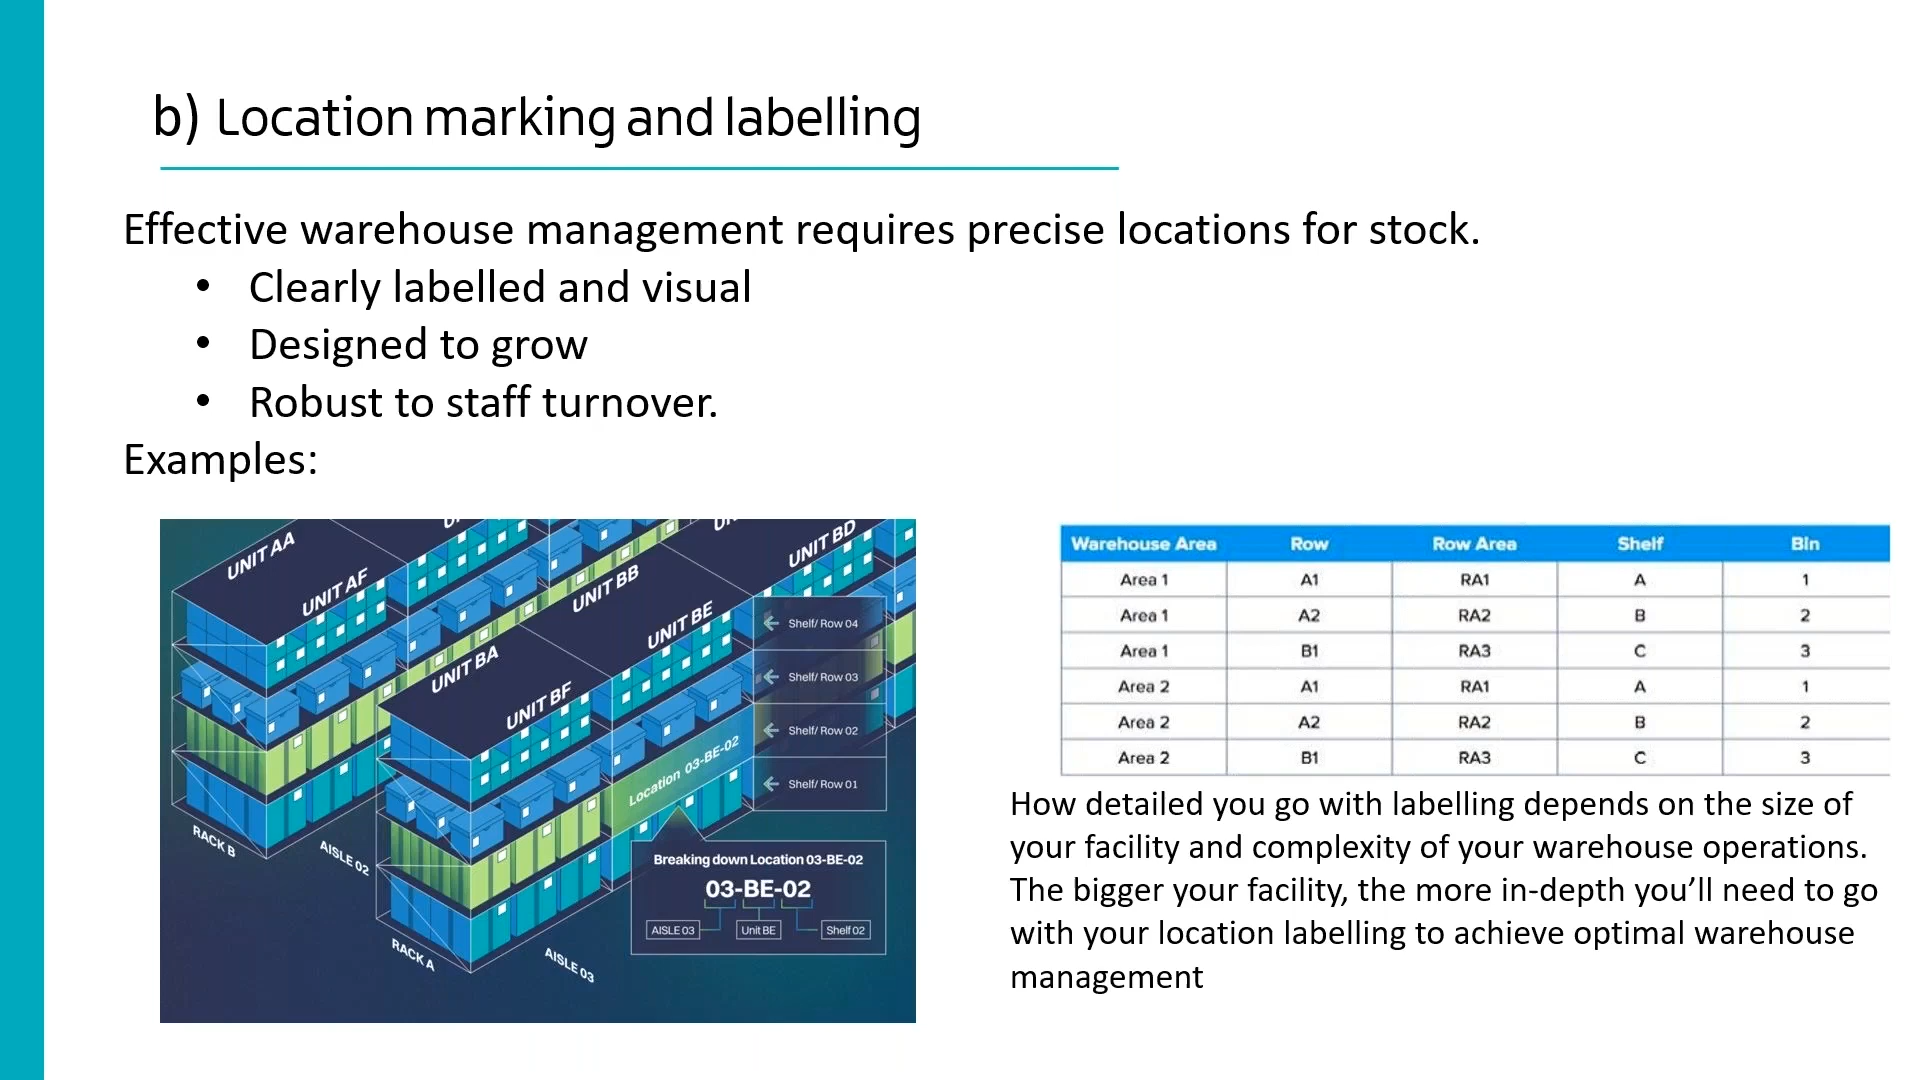 b) Location marking and labelling
Effective warehouse management requires precise locations for stock.
• Clearly labelled and visual
• Designed to grow
• Robust to staff turnover.
Examples:
UNIT AA
UNIT AF
UNIT BA
UNIT BF
UNIT BB
UNIT BE
UNIT BD
Shelf/ Row 04
Shelf/ Row 03
Shelf/ Row 02
Shelf/ Row 01
Location 03-BE-02
RACK B
AISLE 02
RACK A
AISLE 03
Breaking down Location 03-BE-02
03-BE-02
AISLE 03 Unit BE Shelf 02
Warehouse Area Row Row Area Shelf Bin
Area 1 A1 RA1 A 1
Area 1 A2 RA2 B 2
Area 1 B1 RA3 C 3
Area 2 A1 RA1 A 1
Area 2 A2 RA2 B 2
Area 2 B1 RA3 C 3
How detailed you go with labelling depends on the size of
your facility and complexity of your warehouse operations.
The bigger your facility, the more in-depth you’ll need to go
with your location labelling to achieve optimal warehouse
management